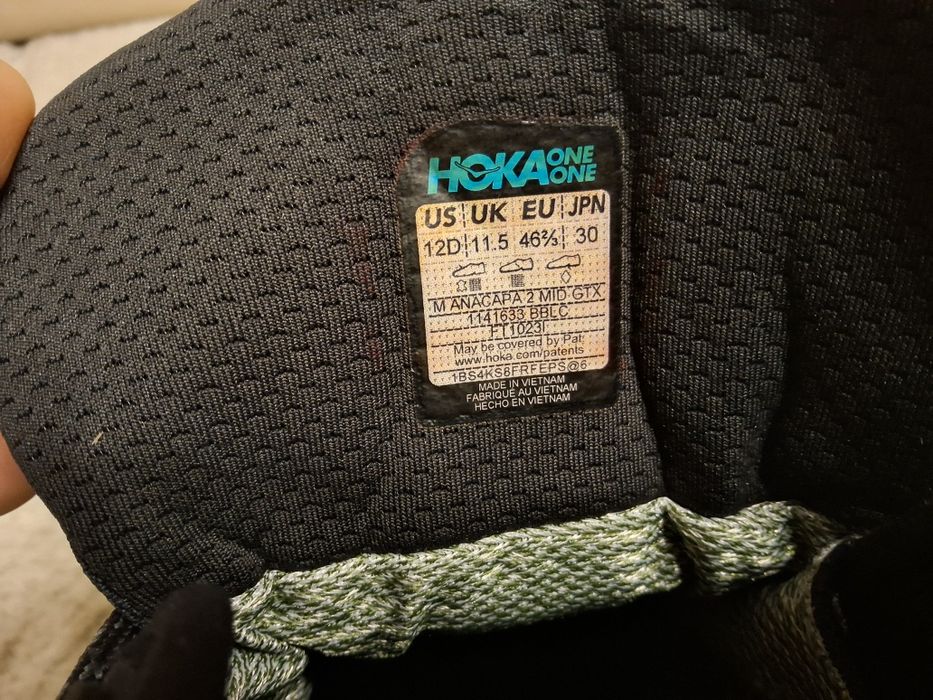 HOKA ONE ONE
US UK EU JPN
12D 11.5 46⅔ 30
M ANACAPA 2 MID GTX
1141633 BBLC
F11023I
May be covered by Pat.
www.hoka.com/patents
1BS4KS8FRFEPS@6
MADE IN VIETNAM
FABRIQUÉ AU VIETNAM
HECHO EN VIETNAM